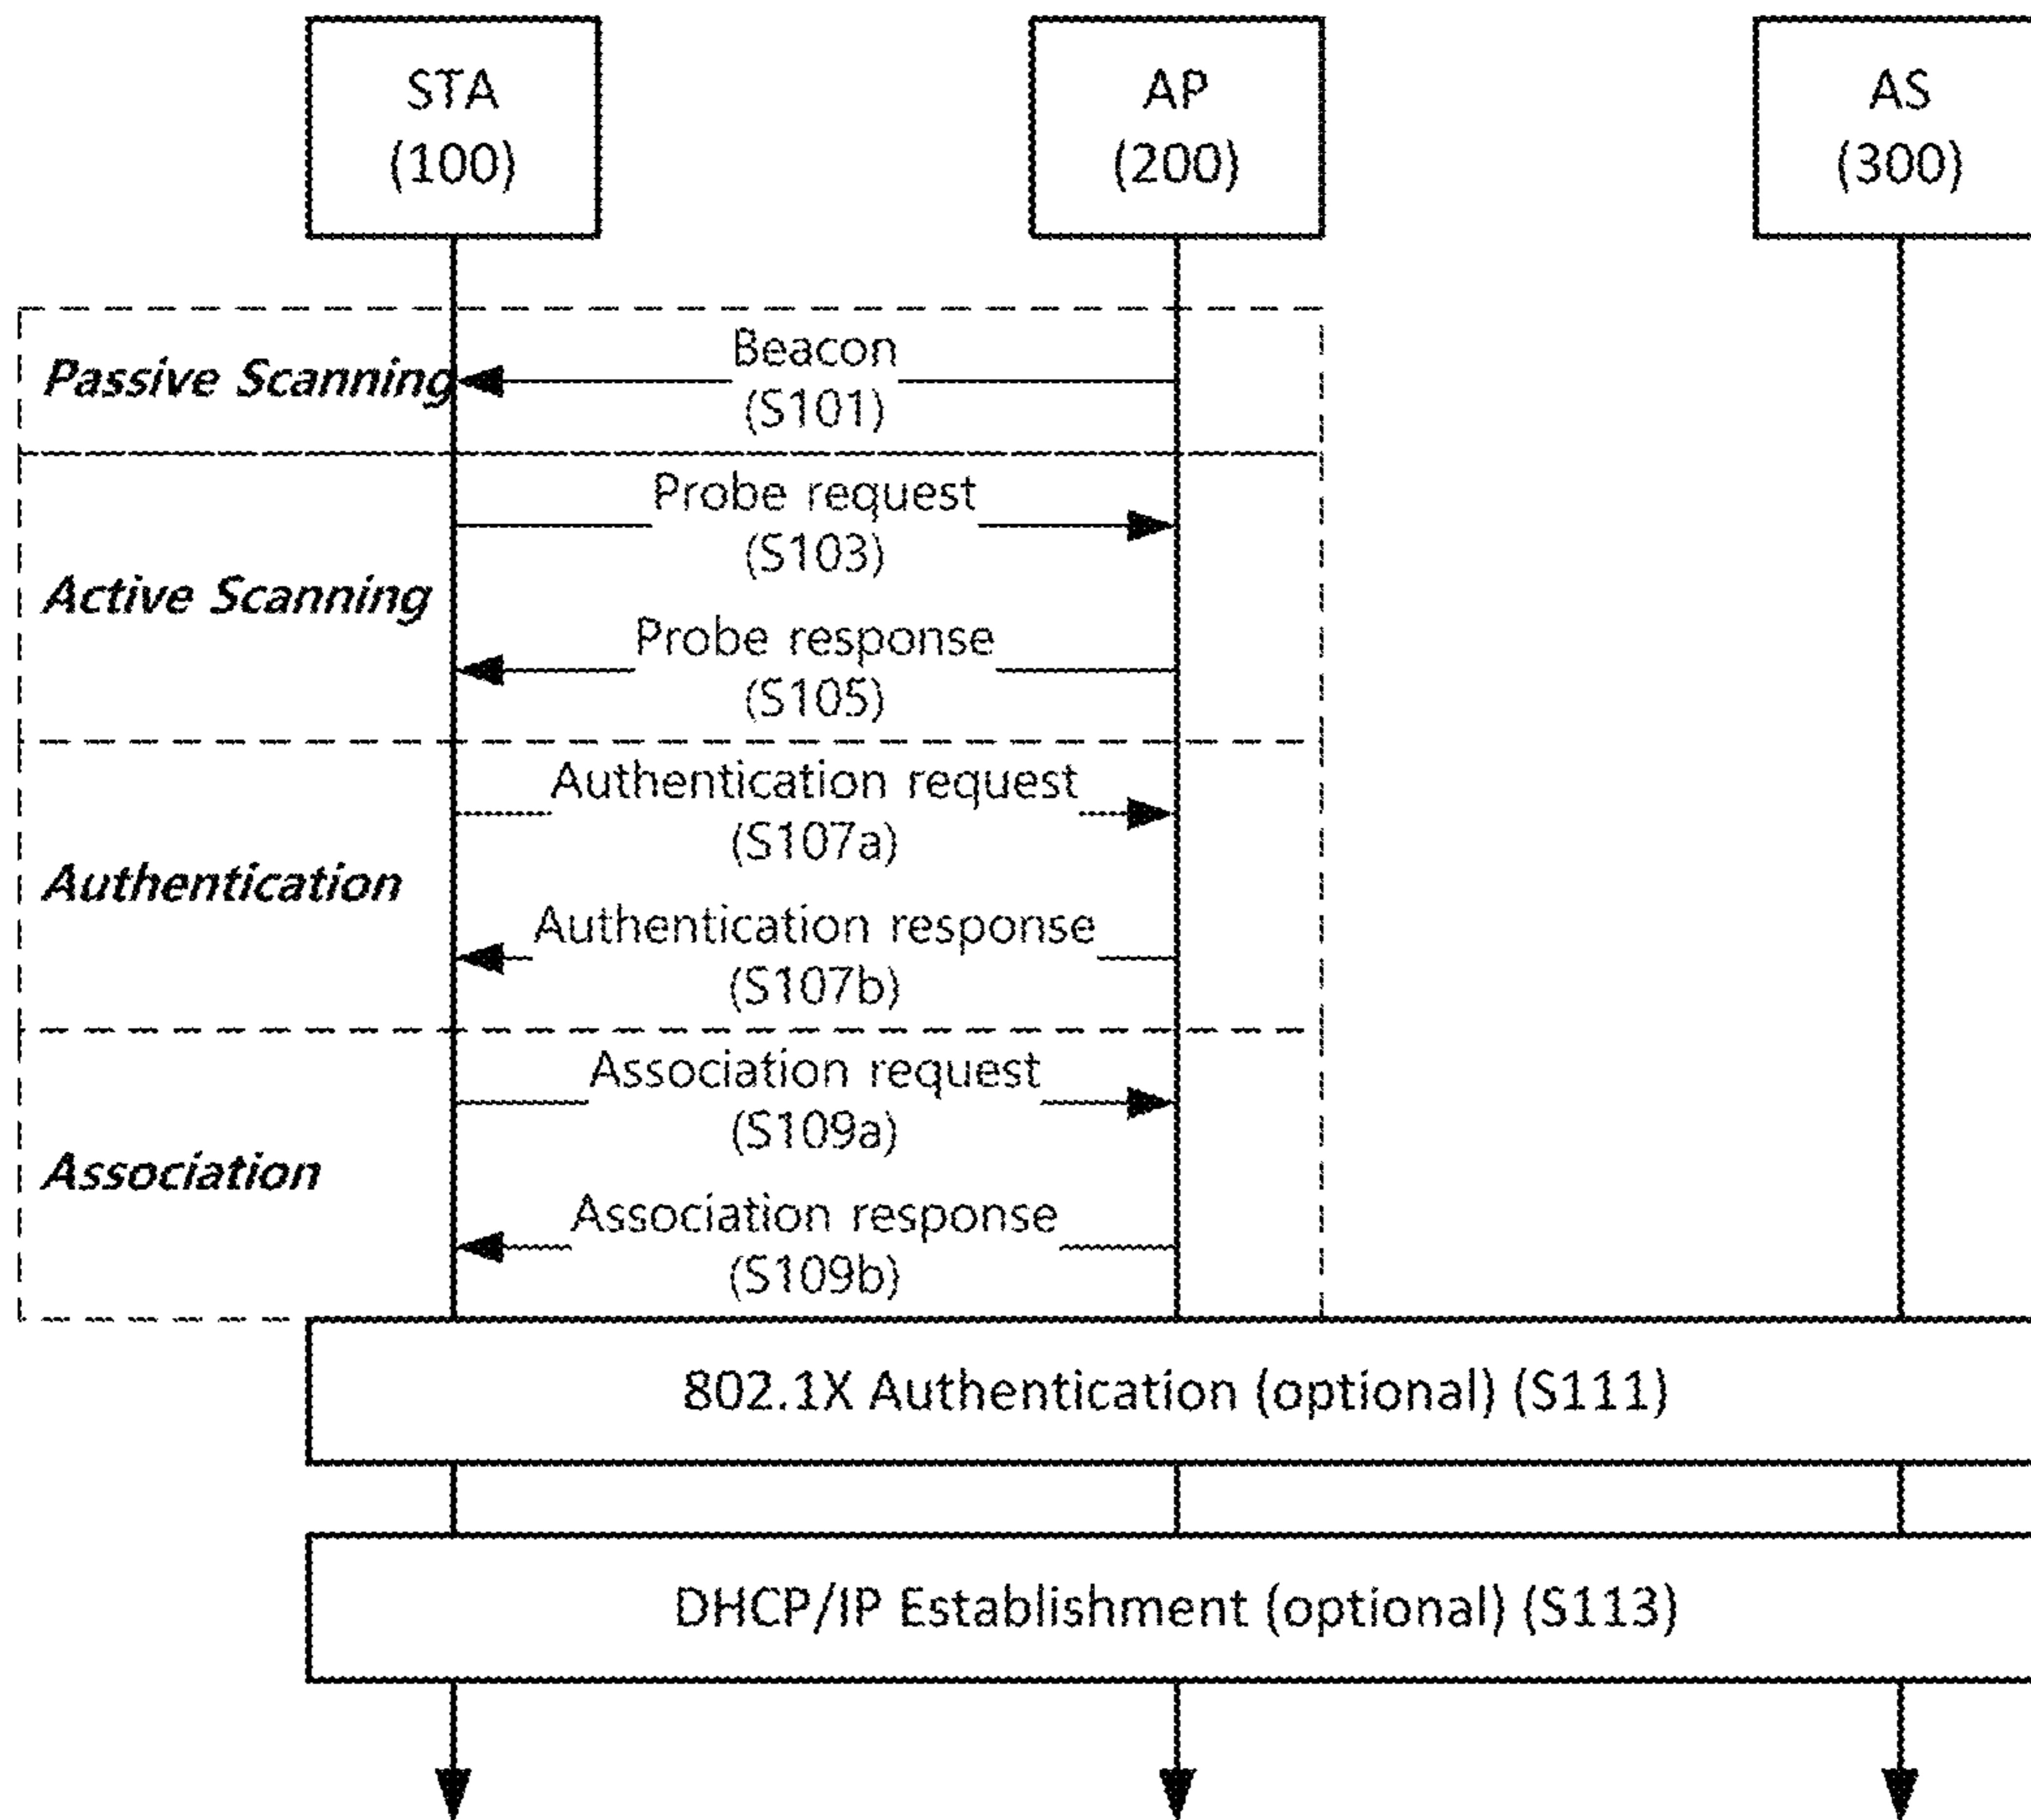 STA
(100)
AP
(200)
AS
(300)
Passive Scanning
Beacon
(S101)
Active Scanning
Probe request
(S103)
Probe response
(S105)
Authentication
Authentication request
(S107a)
Authentication response
(S107b)
Association
Association request
(S109a)
Association response
(S109b)
802.1X Authentication (optional) (S111)
DHCP/IP Establishment (optional) (S113)